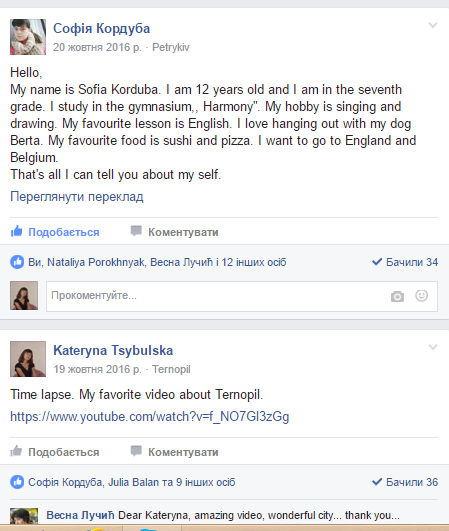 Софія Кордуба
20 жовтня 2016 р. · Petrykiv
Hello,
My name is Sofia Korduba. I am 12 years old and I am in the seventh
grade. I study in the gymnasium,, Harmony”. My hobby is singing and
drawing. My favourite lesson is English. I love hanging out with my dog
Berta. My favourite food is sushi and pizza. I want to go to England and
Belgium.
That's all I can tell you about my self.
Переглянути переклад
Подобається Коментувати
Ви, Nataliya Porokhnyak, Весна Лучич і 12 інших осіб Бачили 34
Прокоментуйте...
Kateryna Tsybulska
19 жовтня 2016 р. · Ternopil
Time lapse. My favorite video about Ternopil.
https://www.youtube.com/watch?v=f_NO7GI3zGg
Подобається Коментувати
Софія Кордуба, Julia Balan та 9 інших осіб Бачили 36
Весна Лучић Dear Kateryna, amazing video, wonderful city... thank you...